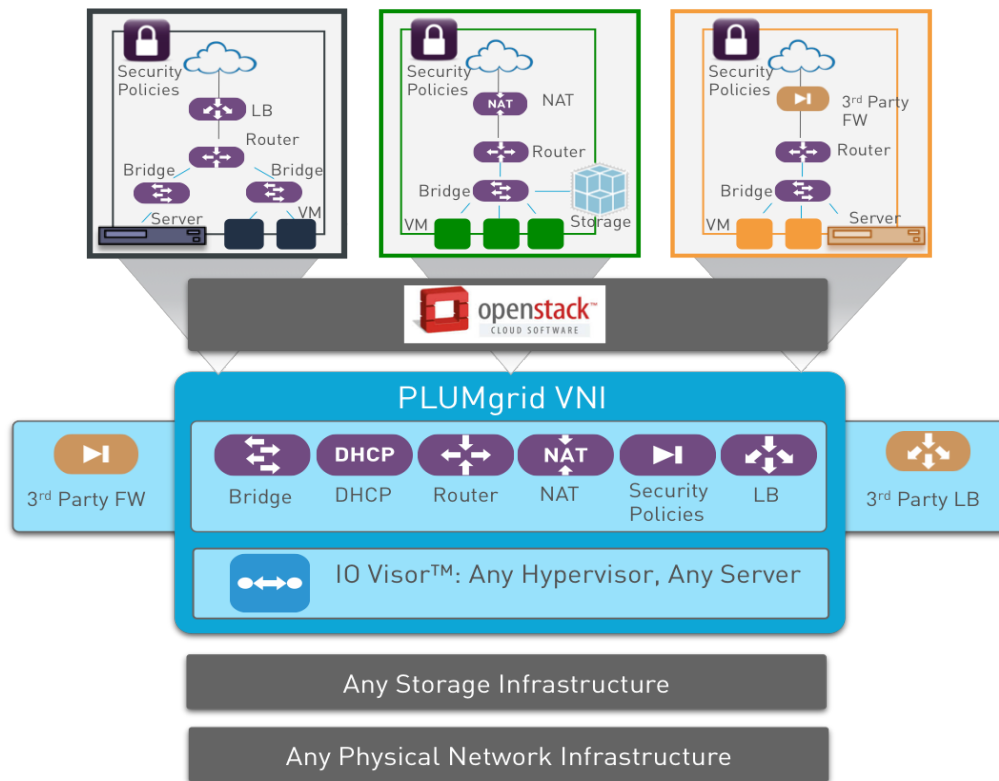 Security
Policies
LB
Router
Bridge
Bridge
Server
VM
Security
Policies
NAT
NAT
Router
Bridge
VM
Storage
Security
Policies
3rd Party
FW
Router
Bridge
VM
Server
openstack™
CLOUD SOFTWARE
PLUMgrid VNI
3rd Party FW
Bridge
DHCP
DHCP
Router
NAT
NAT
Security
Policies
LB
3rd Party LB
IO Visor™: Any Hypervisor, Any Server
Any Storage Infrastructure
Any Physical Network Infrastructure